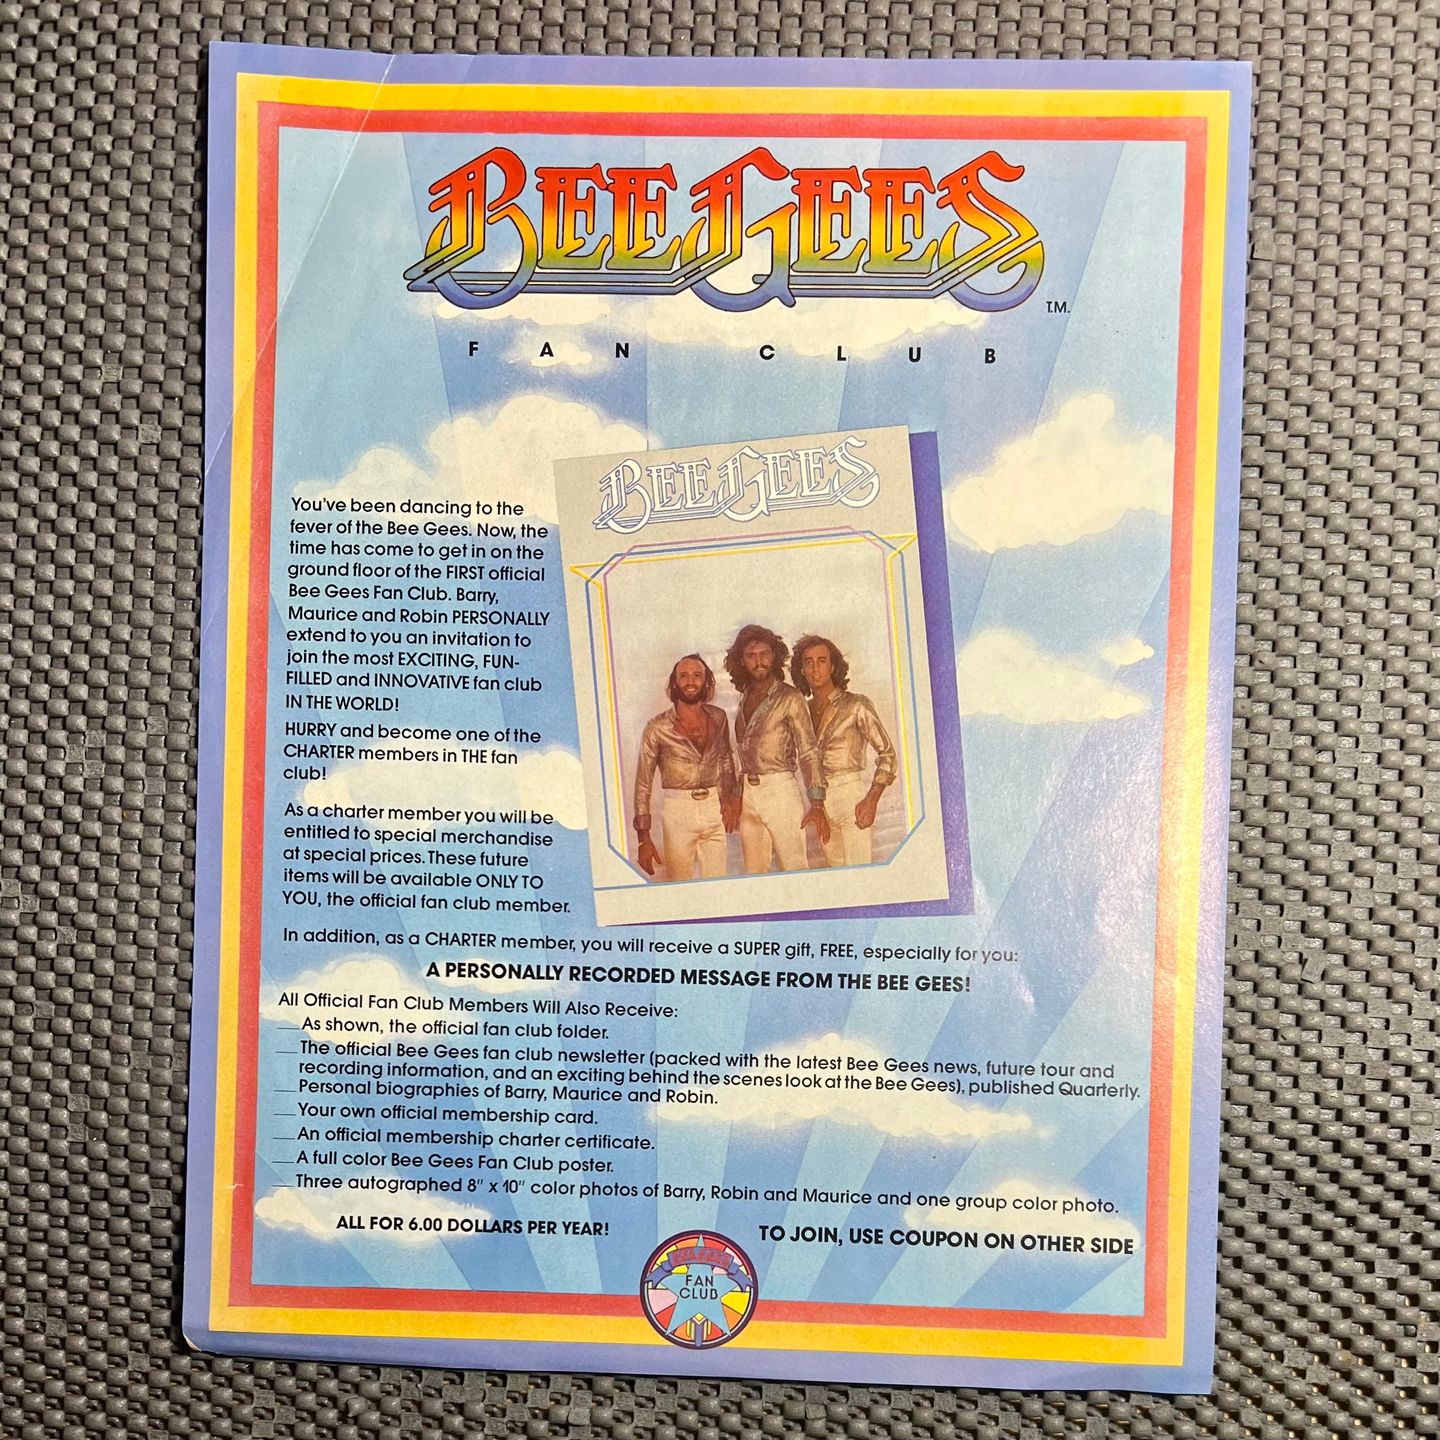 BEE GEES
T.M.
FAN CLUB
BEE GEES
You've been dancing to the
fever of the Bee Gees. Now, the
time has come to get in on the
ground floor of the FIRST official
Bee Gees Fan Club. Barry,
Maurice and Robin PERSONALLY
extend to you an invitation to
join the most EXCITING, FUN-
FILLED and INNOVATIVE fan club
IN THE WORLD!
HURRY and become one of the
CHARTER members in THE fan
club!
As a charter member you will be
entitled to special merchandise
at special prices. These future
items will be available ONLY TO
YOU, the official fan club member.
In addition, as a CHARTER member, you will receive a SUPER gift, FREE, especially for you:
A PERSONALLY RECORDED MESSAGE FROM THE BEE GEES!
All Official Fan Club Members Will Also Receive:
__As shown, the official fan club folder.
__The official Bee Gees fan club newsletter (packed with the latest Bee Gees news, future tour and
recording information, and an exciting behind the scenes look at the Bee Gees), published Quarterly.
__Personal biographies of Barry, Maurice and Robin.
__Your own official membership card.
__An official membership charter certificate.
__A full color Bee Gees Fan Club poster.
__Three autographed 8" x 10" color photos of Barry, Robin and Maurice and one group color photo.
ALL FOR 6.00 DOLLARS PER YEAR!
TO JOIN, USE COUPON ON OTHER SIDE
BEE GEES
FAN
CLUB